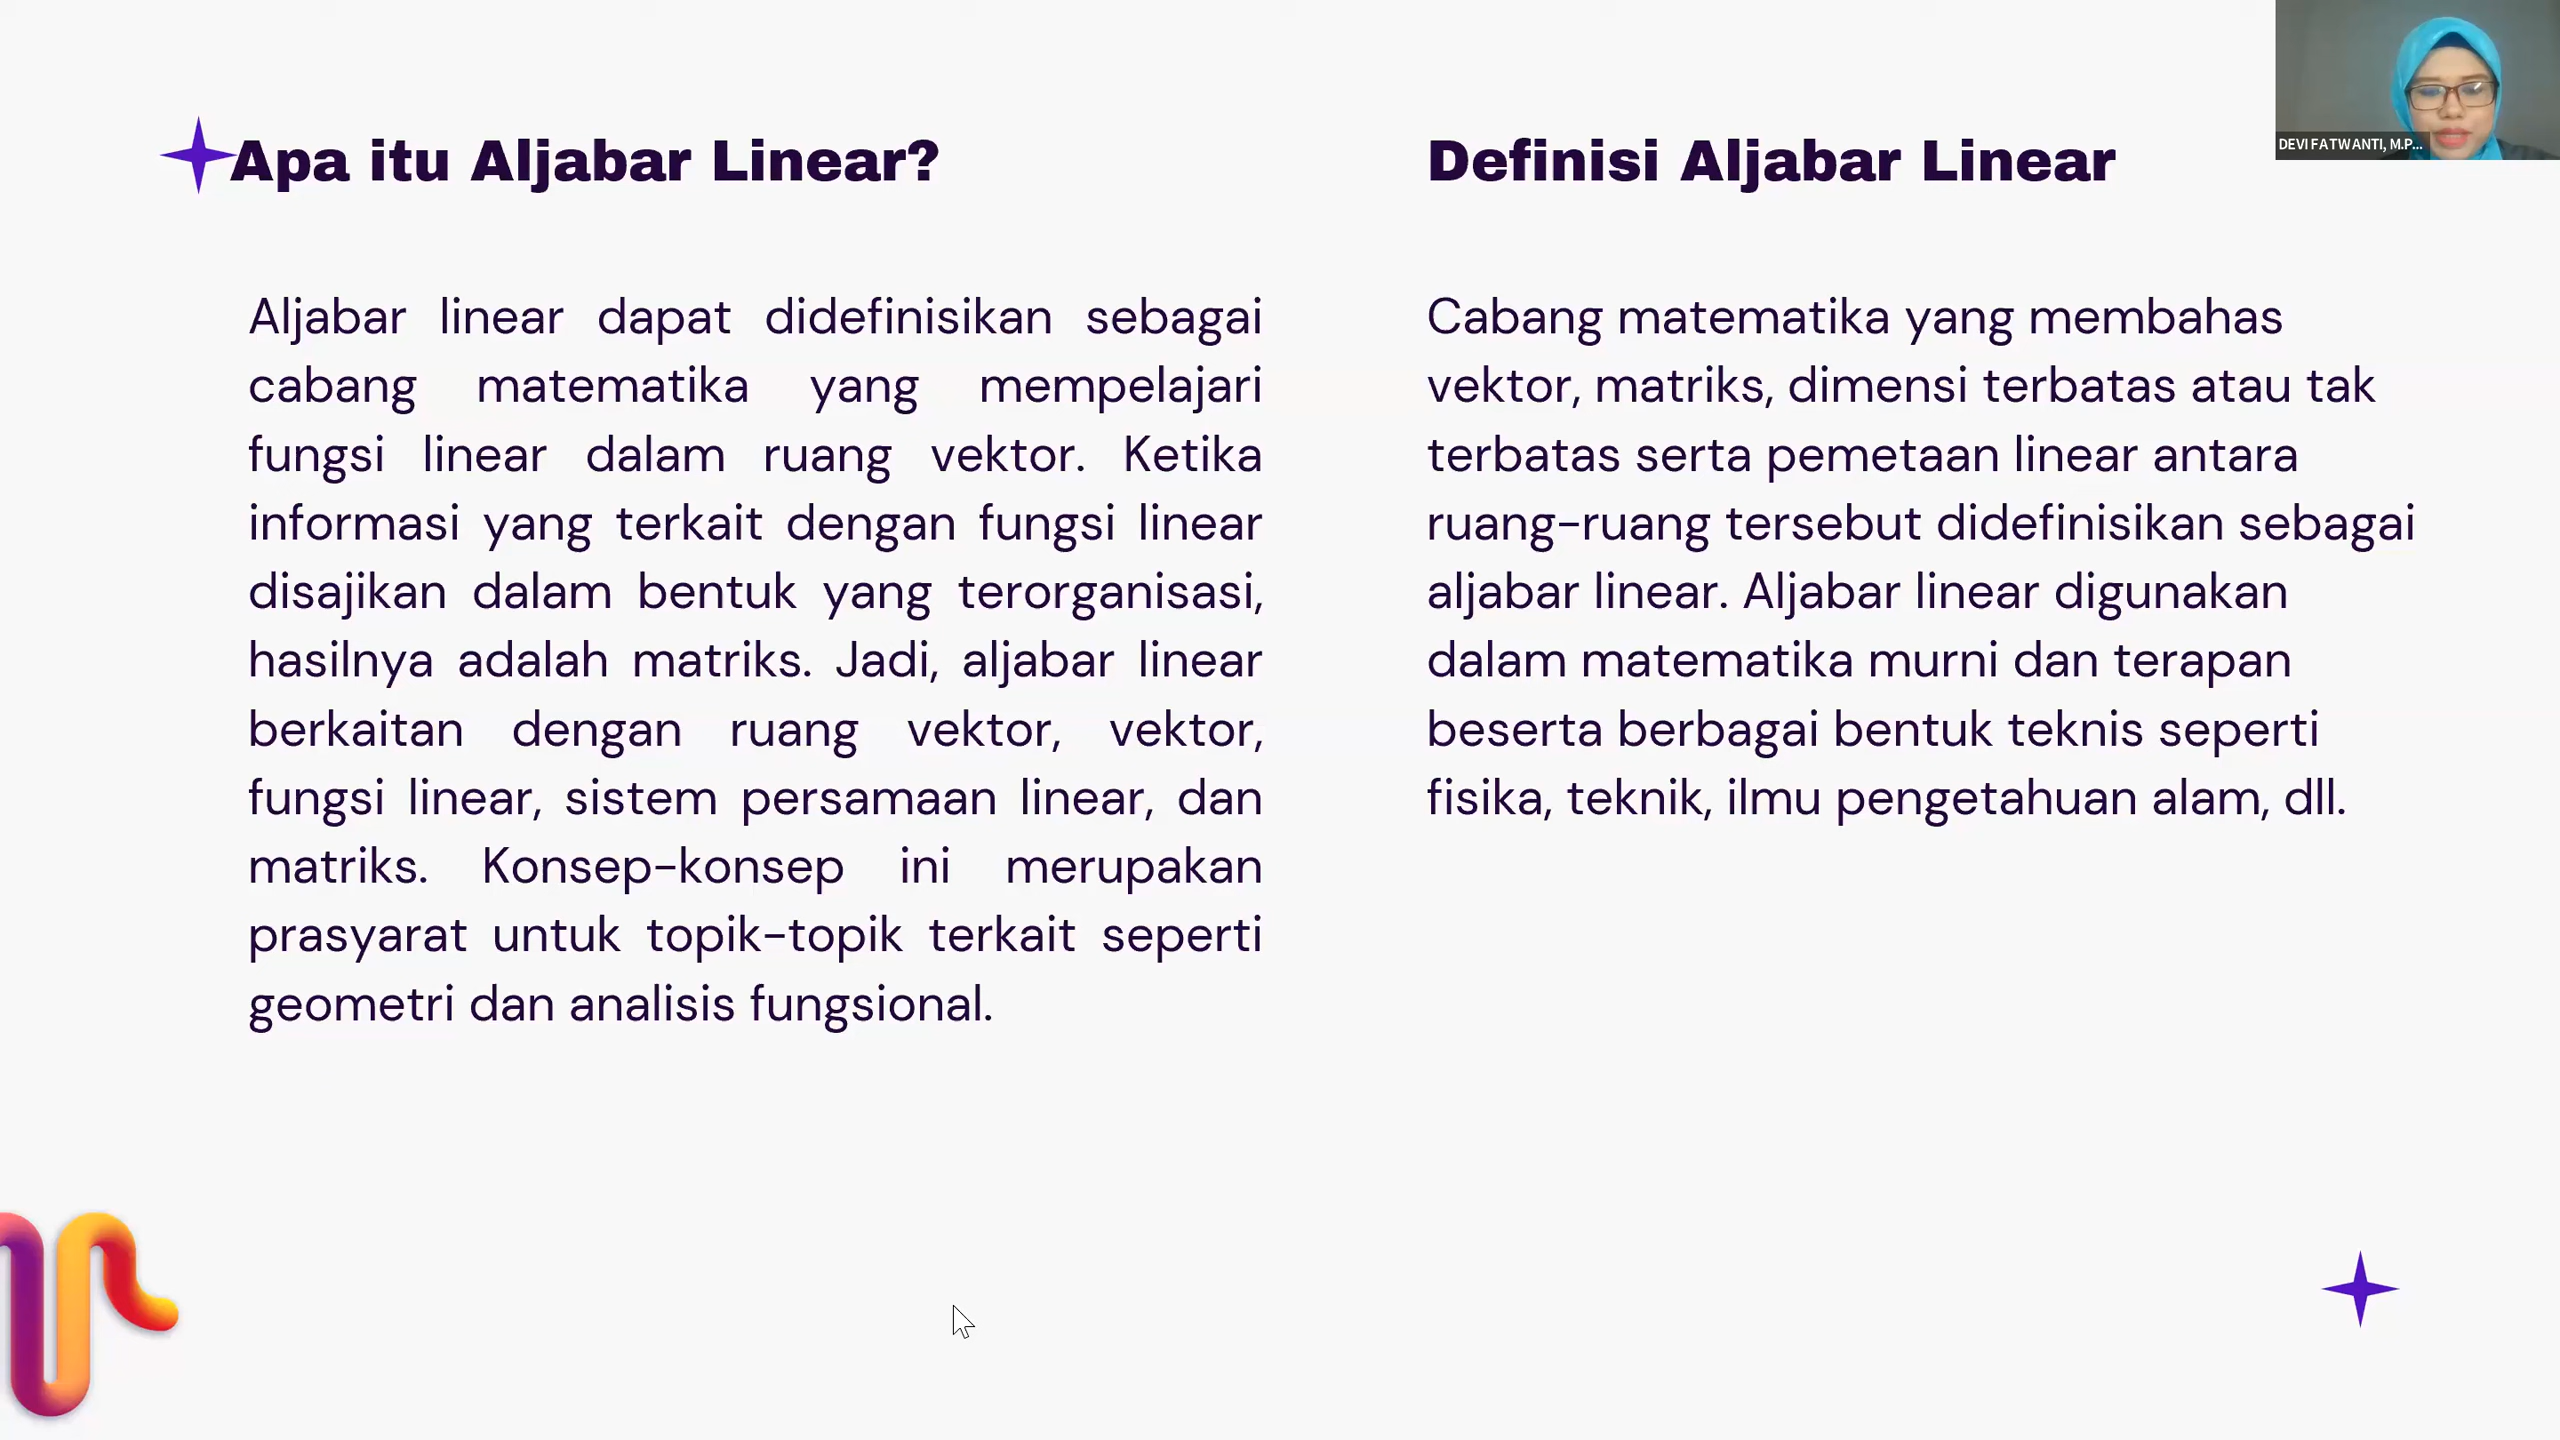 Apa itu Aljabar Linear?
Aljabar linear dapat didefinisikan sebagai
cabang matematika yang mempelajari
fungsi linear dalam ruang vektor. Ketika
informasi yang terkait dengan fungsi linear
disajikan dalam bentuk yang terorganisasi,
hasilnya adalah matriks. Jadi, aljabar linear
berkaitan dengan ruang vektor, vektor,
fungsi linear, sistem persamaan linear, dan
matriks. Konsep-konsep ini merupakan
prasyarat untuk topik-topik terkait seperti
geometri dan analisis fungsional.
Definisi Aljabar Linear
Cabang matematika yang membahas
vektor, matriks, dimensi terbatas atau tak
terbatas serta pemetaan linear antara
ruang-ruang tersebut didefinisikan sebagai
aljabar linear. Aljabar linear digunakan
dalam matematika murni dan terapan
beserta berbagai bentuk teknis seperti
fisika, teknik, ilmu pengetahuan alam, dll.
DEVI FATWANTI, M.P...